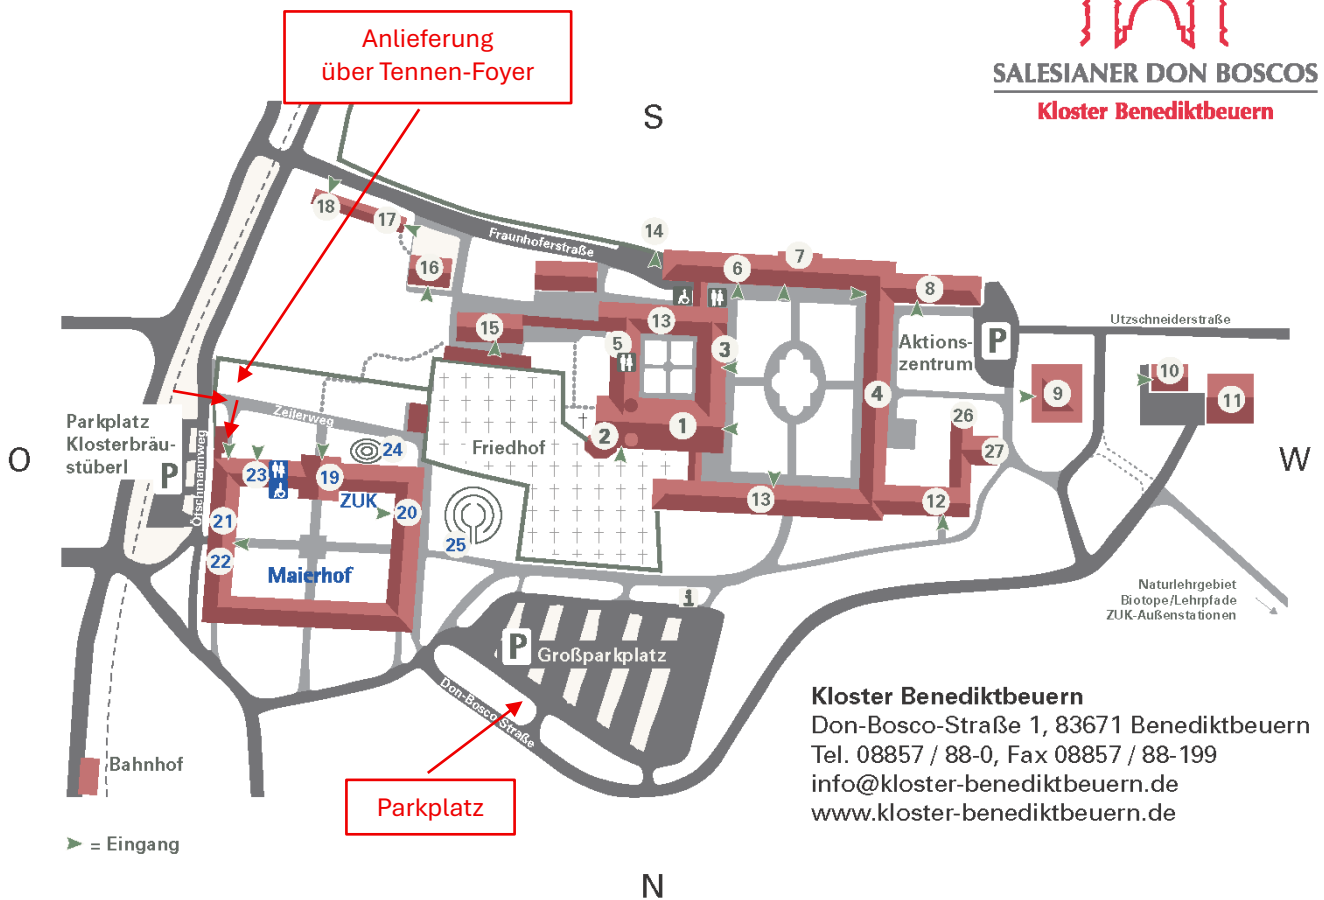 Anlieferung
über Tennen-Foyer
SALESIANER DON BOSCOS
Kloster Benediktbeuern
S
18
17
16
Fraunhoferstraße
14
6
7
8
15
5
13
3
4
Aktions-
zentrum
P
Utzschneiderstraße
9
10
11
Parkplatz
Klosterbräu-
stüberl
P
Zeilerweg
Ötschmannweg
O
Friedhof
2
1
26
27
W
24
23
19
ZUK
20
21
22
25
Maierhof
13
12
i
P
Großparkplatz
Don-Bosco-Straße
Naturlehrgebiet
Biotope/Lehrpfade
ZUK-Außenstationen
Bahnhof
Parkplatz
Kloster Benediktbeuern
Don-Bosco-Straße 1, 83671 Benediktbeuern
Tel. 08857 / 88-0, Fax 08857 / 88-199
info@kloster-benediktbeuern.de
www.kloster-benediktbeuern.de
= Eingang
N